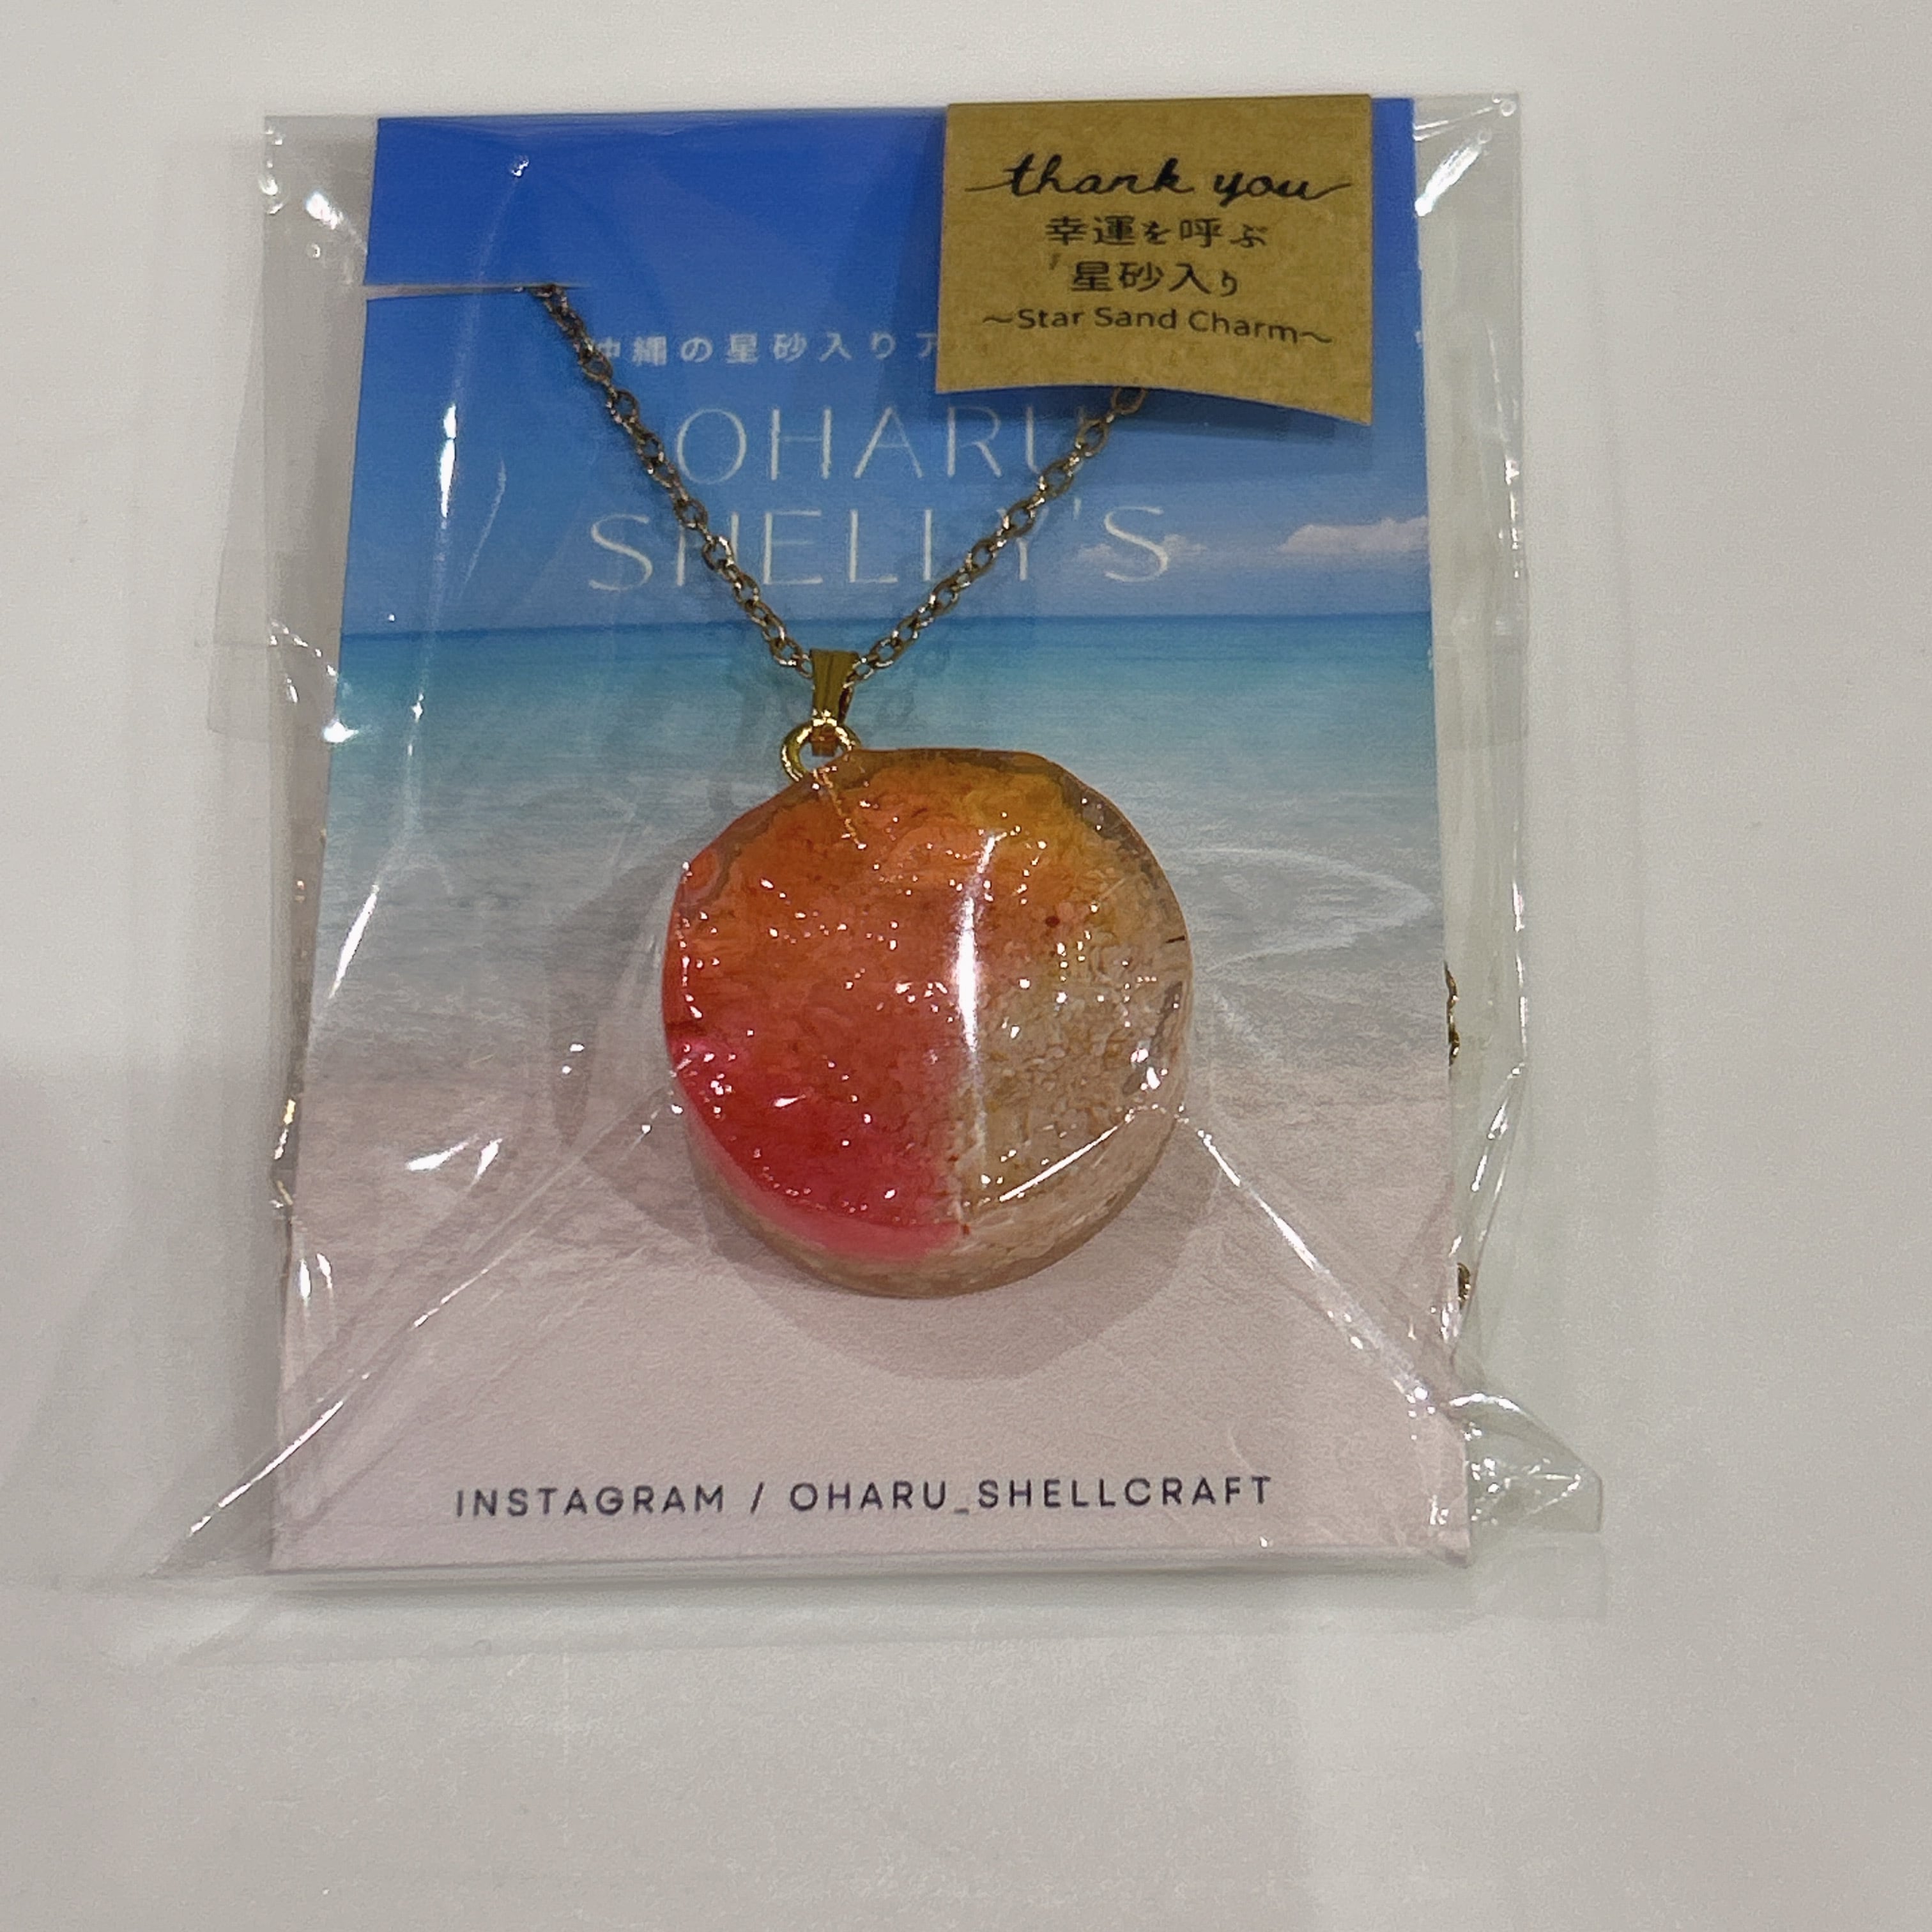 thank you
幸運を呼ぶ
星砂入り
~Star Sand Charm~
沖縄の星砂入りア
OHARU
SHELLY'S
INSTAGRAM / OHARU_SHELLCRAFT